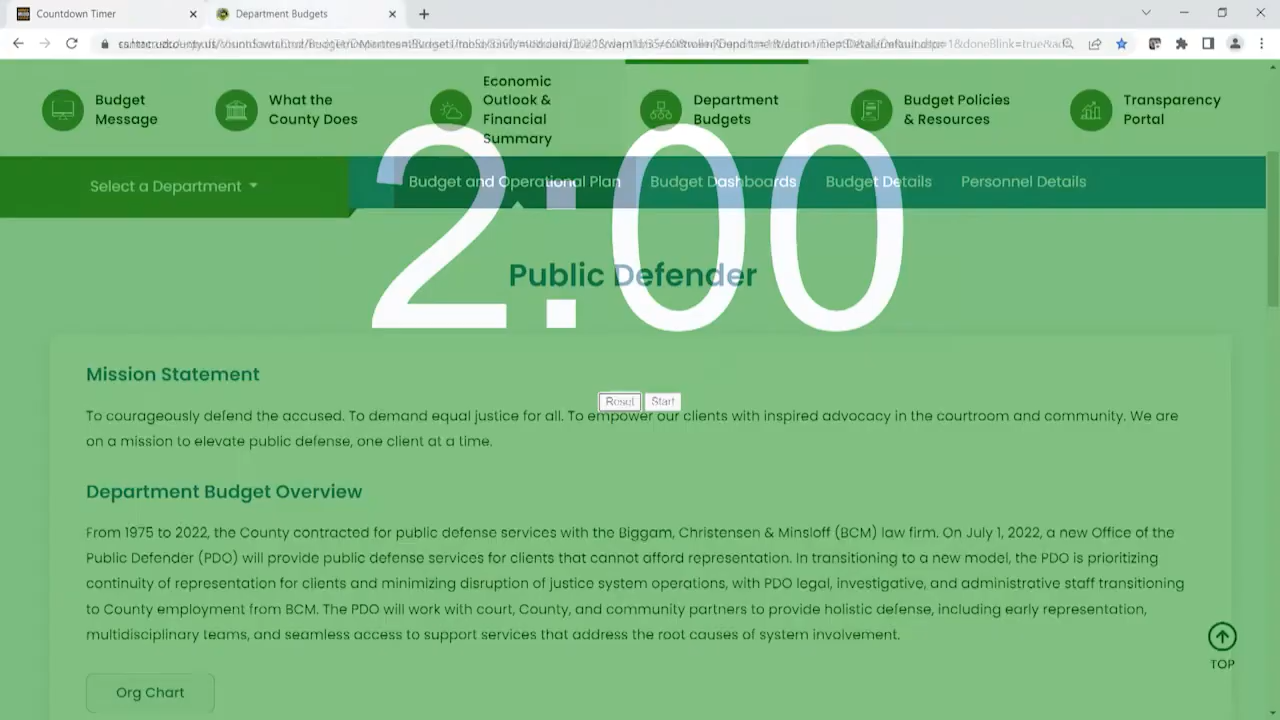 Countdown Timer
Department Budgets
Budget
Message
What the
County Does
Economic
Outlook &
Financial
Summary
Department
Budgets
Budget Policies
& Resources
Transparency
Portal
Select a Department
Budget and Operational Plan
Budget Dashboards
Budget Details
Personnel Details
2:00
Public Defender
Mission Statement
Reset
Start
To courageously defend the accused. To demand equal justice for all. To empower our clients with inspired advocacy in the courtroom and community. We are
on a mission to elevate public defense, one client at a time.
Department Budget Overview
From 1975 to 2022, the County contracted for public defense services with the Biggam, Christensen & Minsloff (BCM) law firm. On July 1, 2022, a new Office of the
Public Defender (PDO) will provide public defense services for clients that cannot afford representation. In transitioning to a new model, the PDO is prioritizing
continuity of representation for clients and minimizing disruption of justice system operations, with PDO legal, investigative, and administrative staff transitioning
to County employment from BCM. The PDO will work with court, County, and community partners to provide holistic defense, including early representation,
multidisciplinary teams, and seamless access to support services that address the root causes of system involvement.
TOP
Org Chart